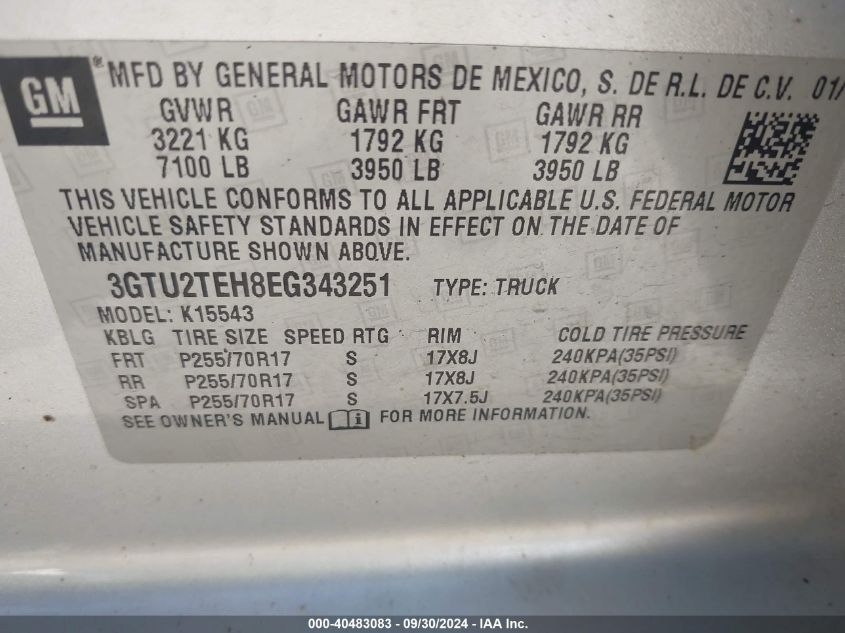 GM® MFD BY GENERAL MOTORS DE MEXICO, S. DE R.L. DE C.V. 01/
GVWR GAWR FRT GAWR RR
3221 KG 1792 KG 1792 KG
7100 LB 3950 LB 3950 LB
THIS VEHICLE CONFORMS TO ALL APPLICABLE U.S. FEDERAL MOTOR
VEHICLE SAFETY STANDARDS IN EFFECT ON THE DATE OF
MANUFACTURE SHOWN ABOVE.
3GTU2TEH8EG343251 TYPE: TRUCK
MODEL: K15543
KBLG TIRE SIZE SPEED RTG RIM COLD TIRE PRESSURE
FRT P255/70R17 S 17X8J 240KPA(35PSI)
RR P255/70R17 S 17X8J 240KPA(35PSI)
SPA P255/70R17 S 17X7.5J 240KPA(35PSI)
SEE OWNER'S MANUAL FOR MORE INFORMATION.
000-40483083 - 09/30/2024 - IAA Inc.